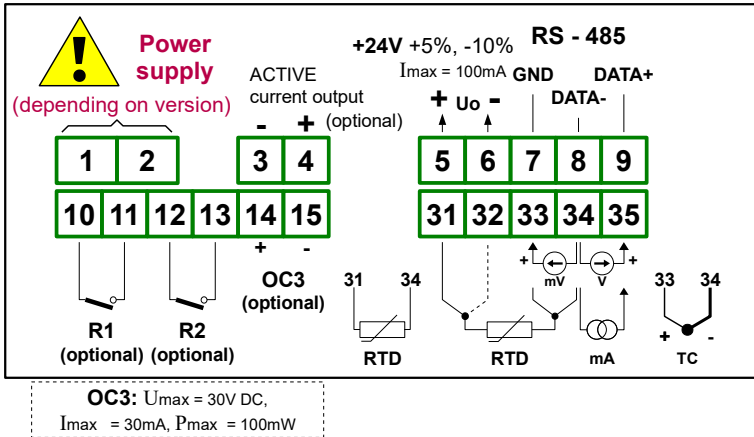 Power
supply
(depending on version)
ACTIVE
current output
(optional)
- +
+24V +5%, -10%
Imax = 100mA
+ Uo -
RS - 485
GND DATA+
DATA-
1 2 3 4 5 6 7 8 9
10 11 12 13 14 15 31 32 33 34 35
+ -
OC3
(optional)
R1
(optional)
R2
(optional)
31 34
RTD
RTD
+ mV
V +
mA
33 34
+ -
TC
OC3: Umax = 30V DC,
Imax = 30mA, Pmax = 100mW